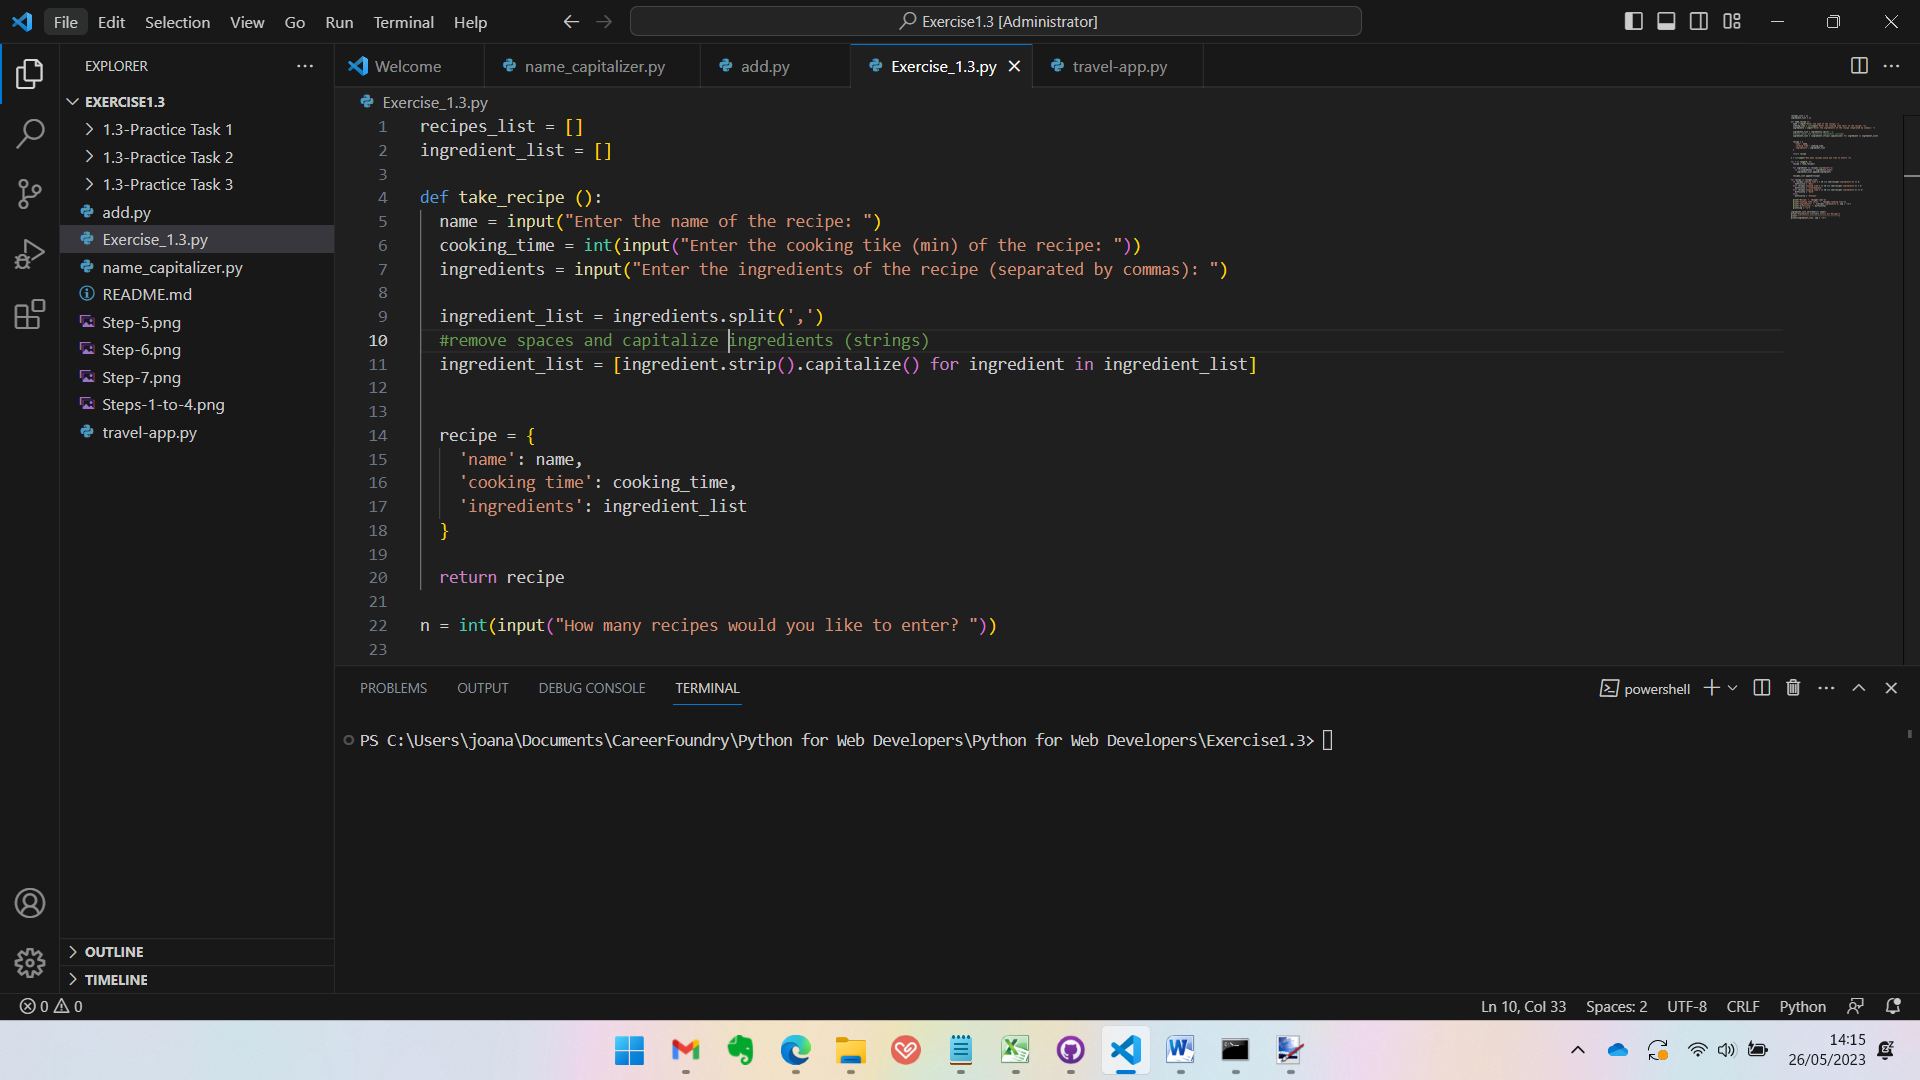 File Edit Selection View Go Run Terminal Help
Exercise1.3 [Administrator]
EXPLORER
EXERCISE1.3
1.3-Practice Task 1
1.3-Practice Task 2
1.3-Practice Task 3
add.py
Exercise_1.3.py
name_capitalizer.py
README.md
Step-5.png
Step-6.png
Step-7.png
Steps-1-to-4.png
travel-app.py
OUTLINE
TIMELINE
Welcome name_capitalizer.py add.py Exercise_1.3.py travel-app.py
Exercise_1.3.py
1 recipes_list = []
2 ingredient_list = []
3
4 def take_recipe ():
5 name = input("Enter the name of the recipe: ")
6 cooking_time = int(input("Enter the cooking tike (min) of the recipe: "))
7 ingredients = input("Enter the ingredients of the recipe (separated by commas): ")
8
9 ingredient_list = ingredients.split(',')
10 #remove spaces and capitalize ingredients (strings)
11 ingredient_list = [ingredient.strip().capitalize() for ingredient in ingredient_list]
12
13
14 recipe = {
15 'name': name,
16 'cooking time': cooking_time,
17 'ingredients': ingredient_list
18 }
19
20 return recipe
21
22 n = int(input("How many recipes would you like to enter? "))
23
PROBLEMS OUTPUT DEBUG CONSOLE TERMINAL
powershell
PS C:\Users\joana\Documents\CareerFoundry\Python for Web Developers\Python for Web Developers\Exercise1.3>
0 0
Ln 10, Col 33 Spaces: 2 UTF-8 CRLF Python
14:15
26/05/2023